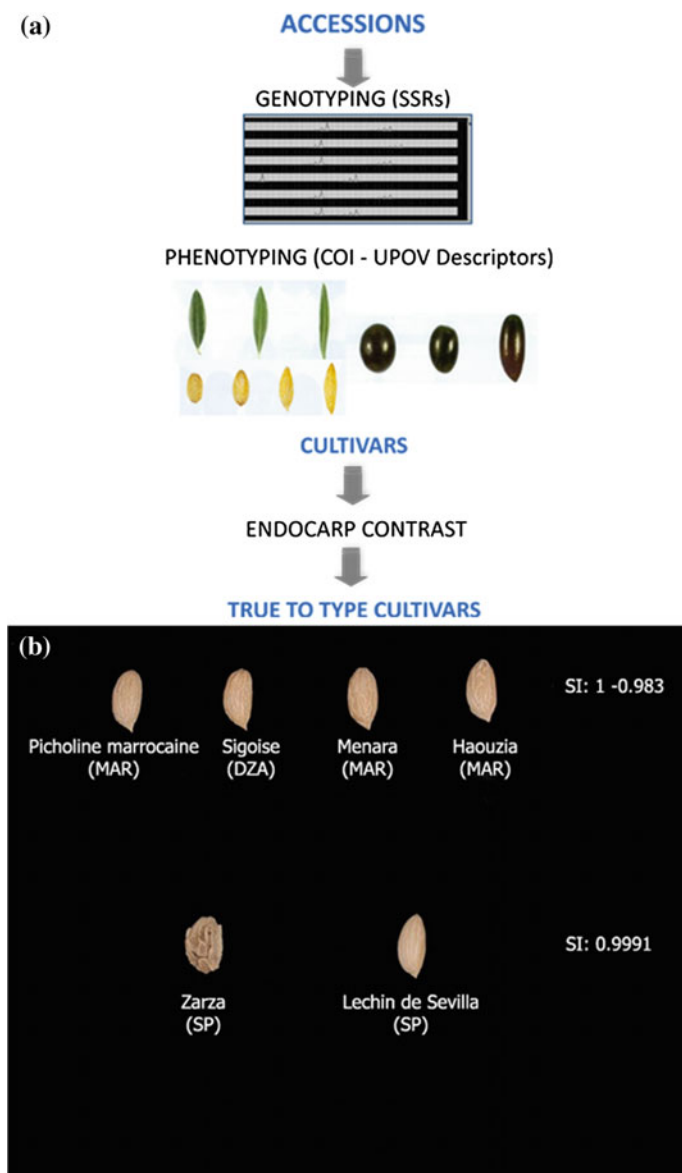 (a)
ACCESSIONS
GENOTYPING (SSRs)
PHENOTYPING (COI - UPOV Descriptors)
CULTIVARS
ENDOCARP CONTRAST
TRUE TO TYPE CULTIVARS
(b)
SI: 1 -0.983
Picholine marrocaine
(MAR)
Sigoise
(DZA)
Menara
(MAR)
Haouzia
(MAR)
SI: 0.9991
Zarza
(SP)
Lechin de Sevilla
(SP)